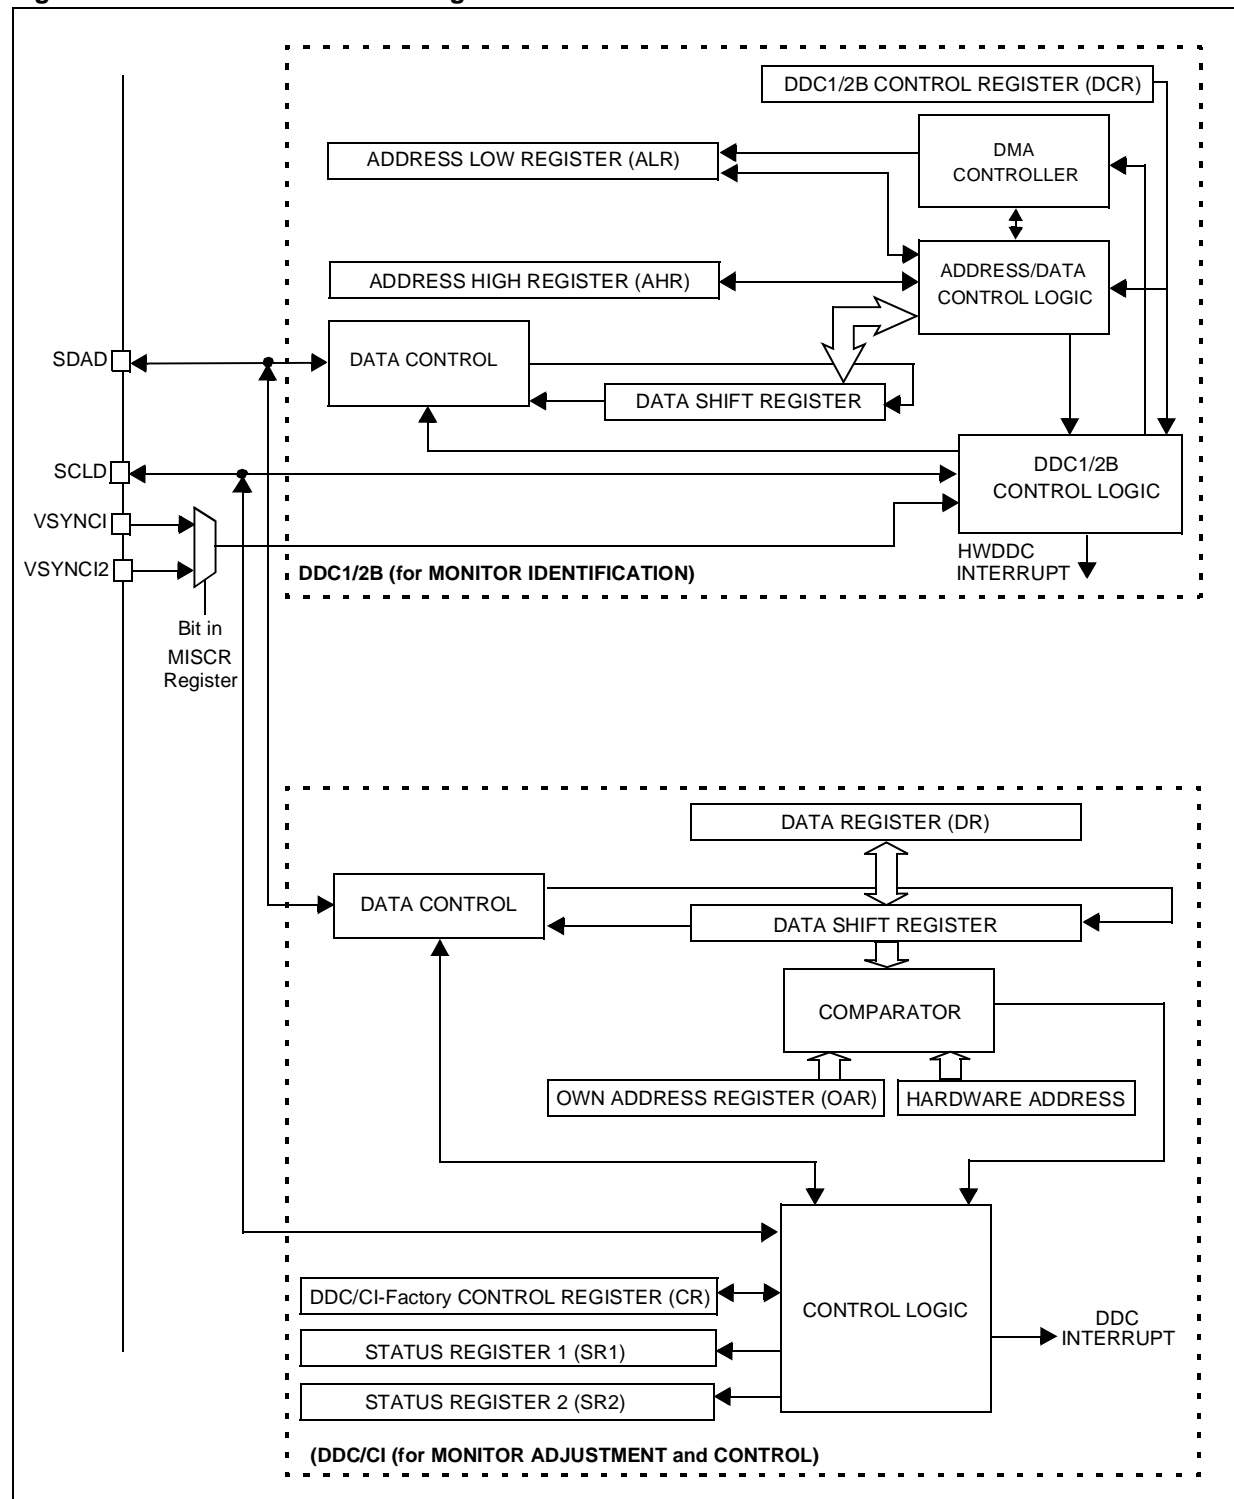 DDC1/2B CONTROL REGISTER (DCR)
ADDRESS LOW REGISTER (ALR)
DMA
CONTROLLER
ADDRESS HIGH REGISTER (AHR)
ADDRESS/DATA
CONTROL LOGIC
SDAD
DATA CONTROL
DATA SHIFT REGISTER
SCLD
DDC1/2B
CONTROL LOGIC
VSYNCI
VSYNCI2
HWDDC
INTERRUPT
DDC1/2B (for MONITOR IDENTIFICATION)
Bit in
MISCR
Register
DATA REGISTER (DR)
DATA CONTROL
DATA SHIFT REGISTER
COMPARATOR
OWN ADDRESS REGISTER (OAR)
HARDWARE ADDRESS
DDC/CI-Factory CONTROL REGISTER (CR)
CONTROL LOGIC
DDC
INTERRUPT
STATUS REGISTER 1 (SR1)
STATUS REGISTER 2 (SR2)
(DDC/CI (for MONITOR ADJUSTMENT and CONTROL)